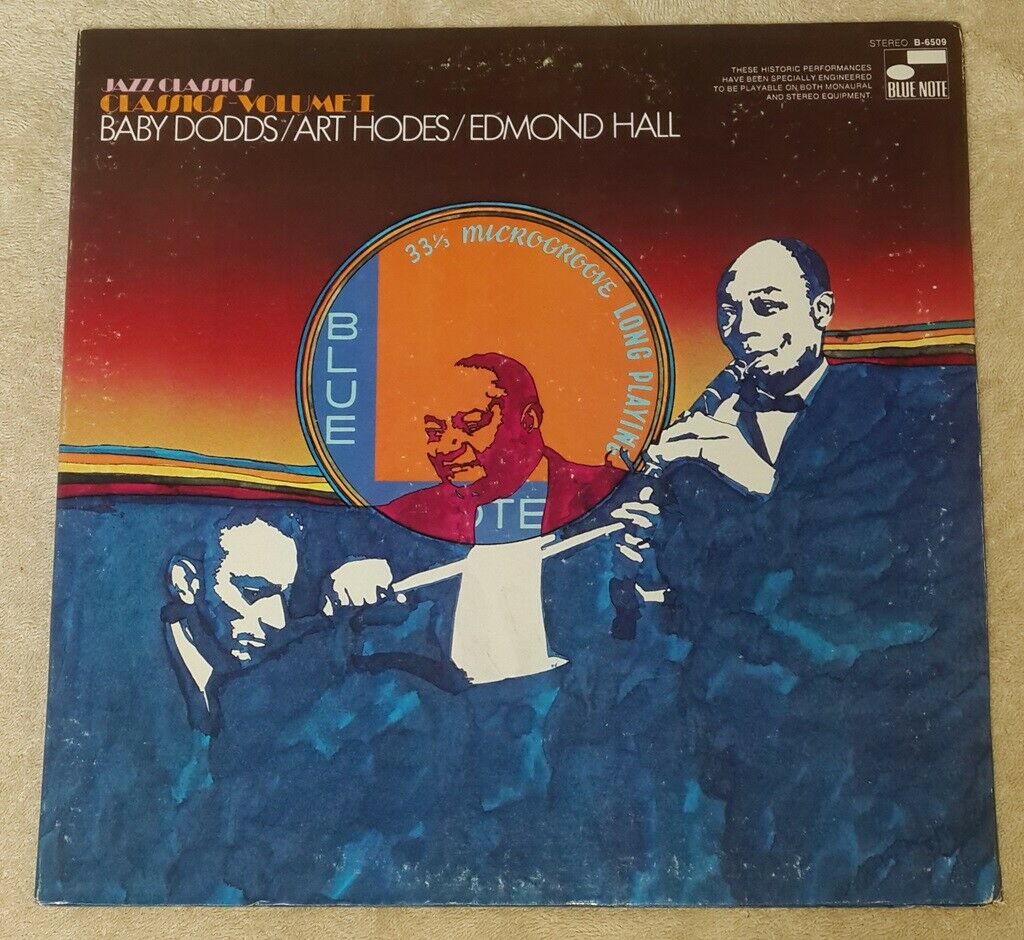 STEREO B-6509
JAZZ CLASSICS
CLASSICS-VOLUME I
BABY DODDS/ART HODES/EDMOND HALL
THESE HISTORIC PERFORMANCES
HAVE BEEN SPECIALLY ENGINEERED
TO BE PLAYABLE ON BOTH MONAURAL
AND STEREO EQUIPMENT.
BLUE NOTE
33⅓ MICROGROOVE LONG PLAYING
BLUE
OTE